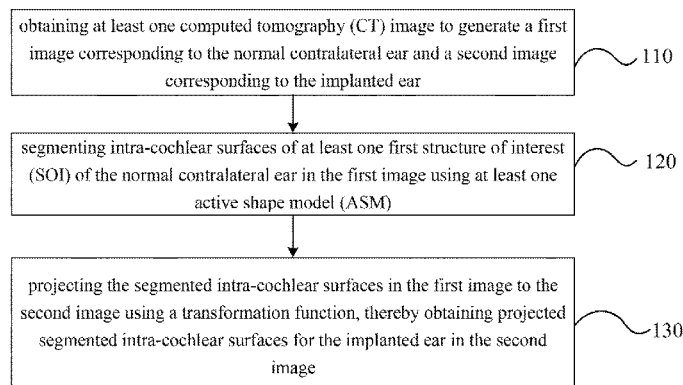 obtaining at least one computed tomography (CT) image to generate a first
image corresponding to the normal contralateral ear and a second image
corresponding to the implanted ear
110
segmenting intra-cochlear surfaces of at least one first structure of interest
(SOI) of the normal contralateral ear in the first image using at least one
active shape model (ASM)
120
projecting the segmented intra-cochlear surfaces in the first image to the
second image using a transformation function, thereby obtaining projected
segmented intra-cochlear surfaces for the implanted ear in the second
image
130